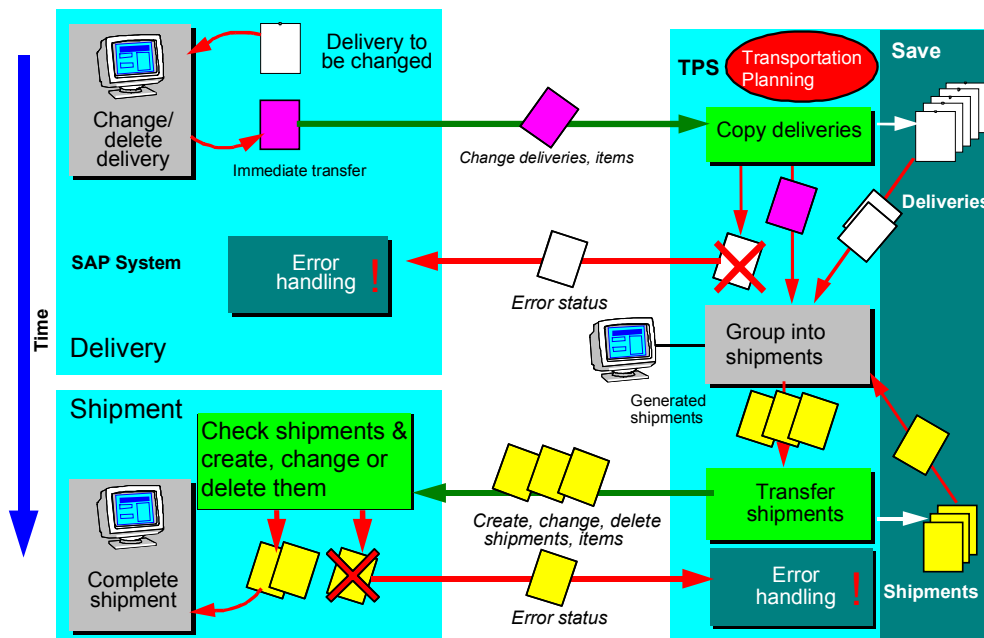 Delivery to
be changed
Change/
delete
delivery
Immediate transfer
Change deliveries, items
TPS
Transportation
Planning
Save
Copy deliveries
Deliveries
SAP System
Error
handling
!
Error status
Delivery
Time
Group into
shipments
Generated
shipments
Shipment
Check shipments &
create, change or
delete them
Create, change, delete
shipments, items
Transfer
shipments
Complete
shipment
Error status
Error
handling
!
Shipments